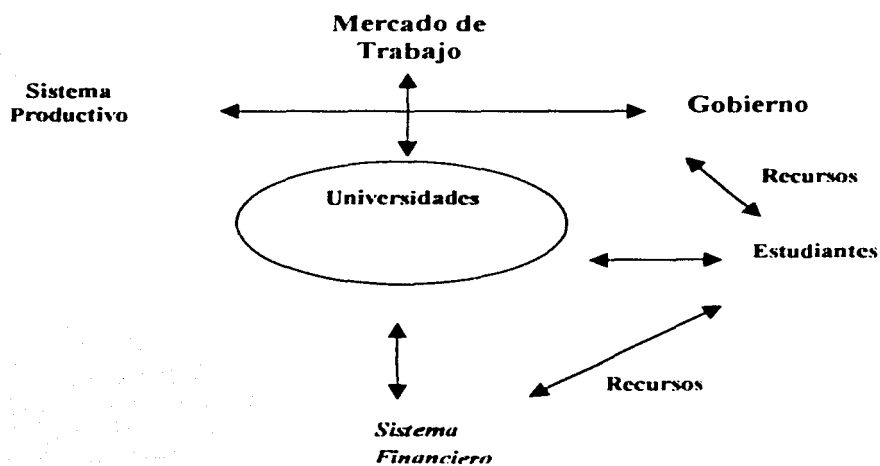 Mercado de
Trabajo
Sistema
Productivo
Gobierno
Universidades
Recursos
Estudiantes
Recursos
Sistema
Financiero